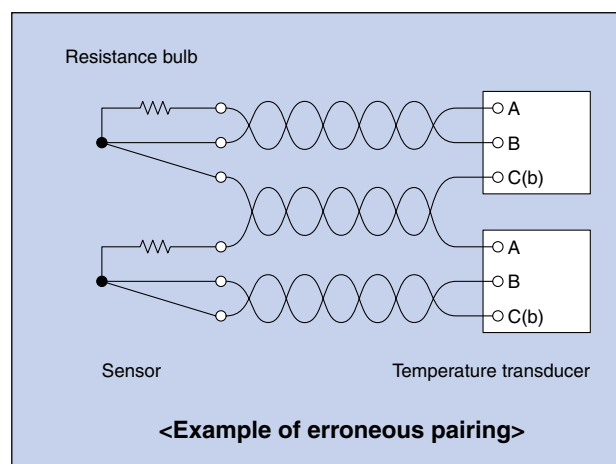 Resistance bulb
A
B
C(b)
A
B
C(b)
Sensor
Temperature transducer
<Example of erroneous pairing>